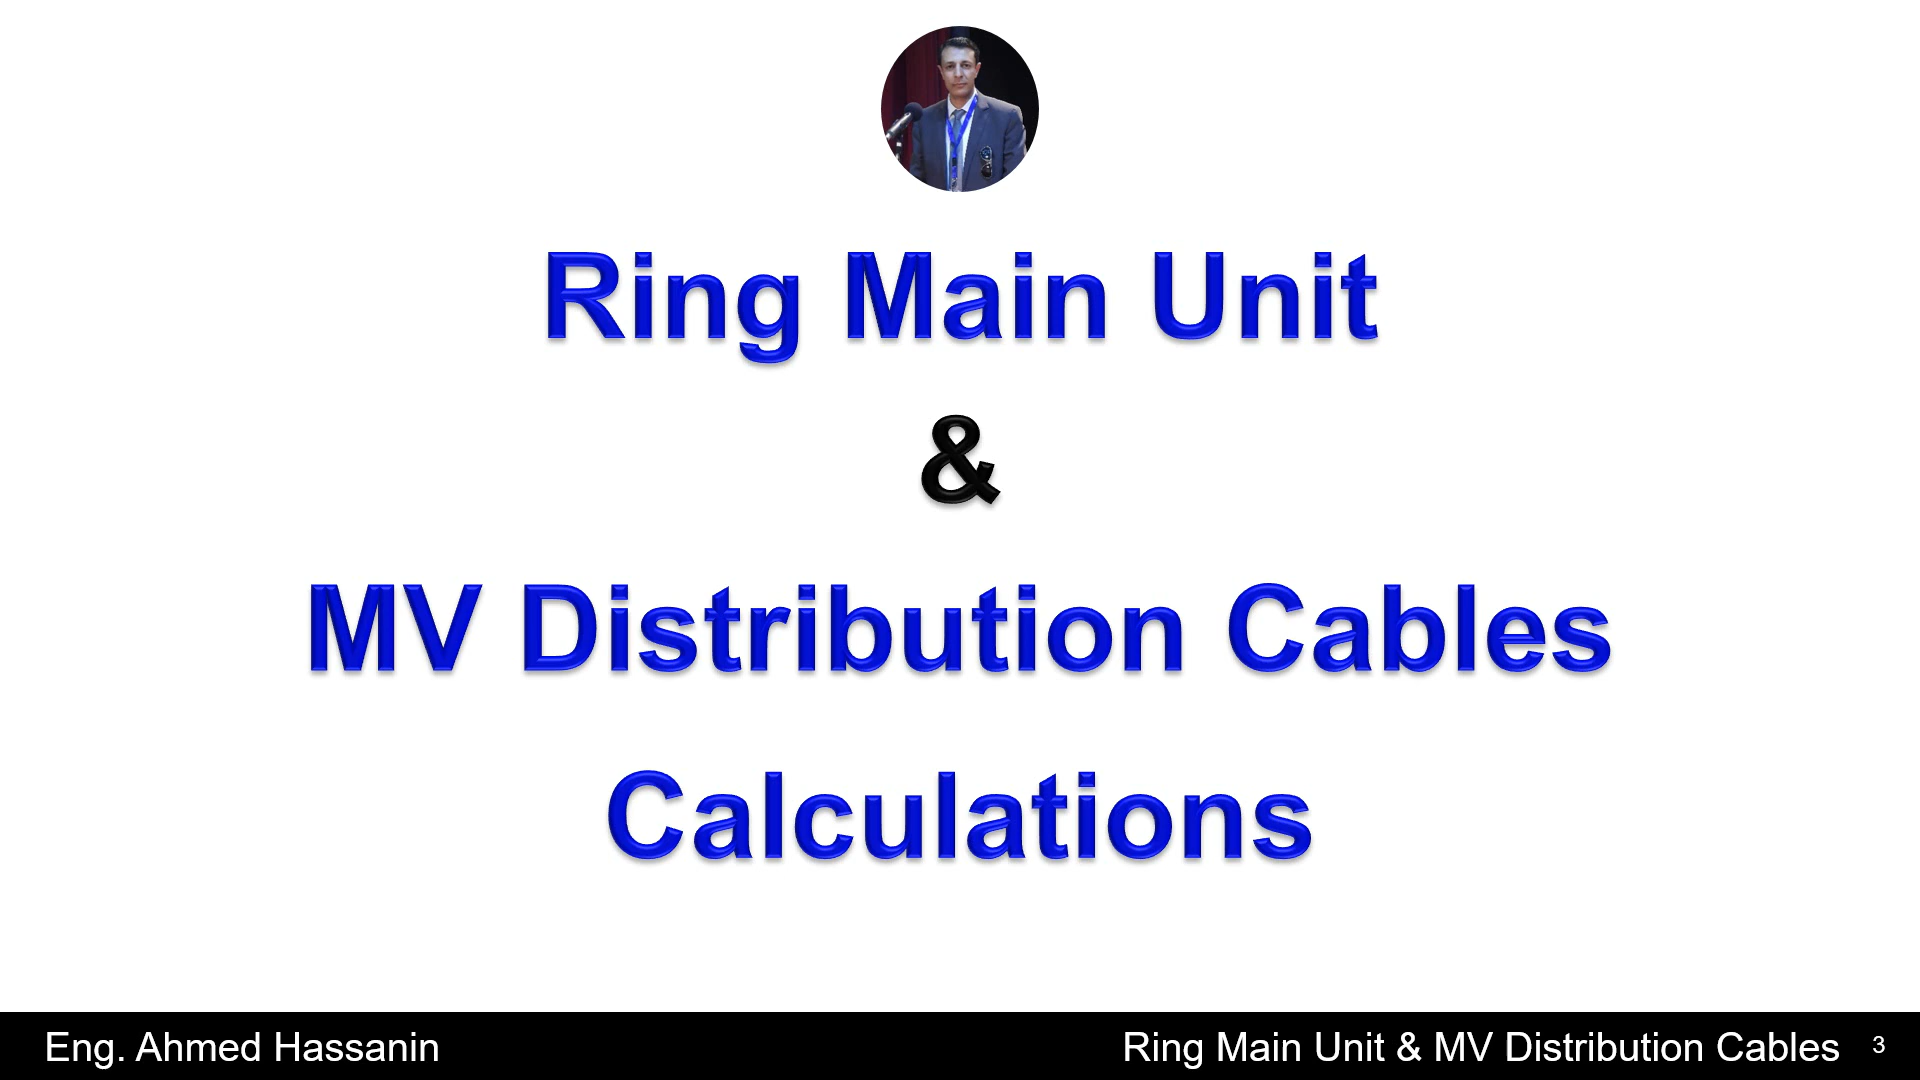 Ring Main Unit
&
MV Distribution Cables
Calculations
Eng. Ahmed Hassanin
Ring Main Unit & MV Distribution Cables
3